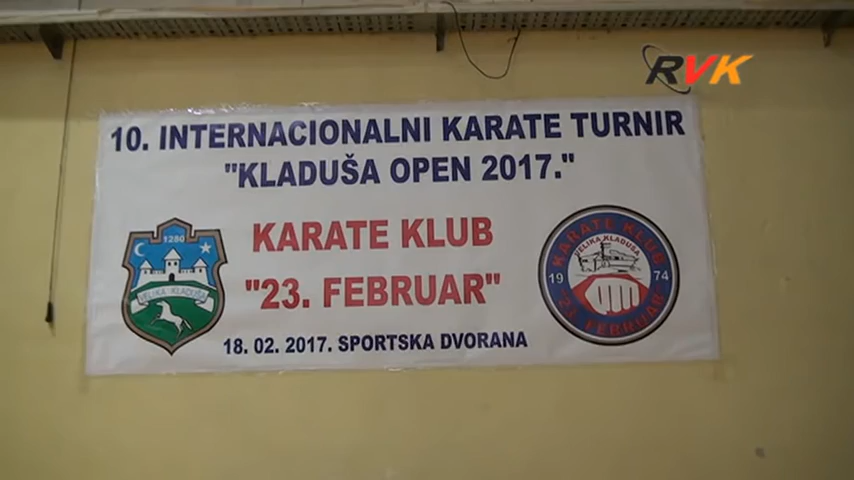 RVK
10. INTERNACIONALNI KARATE TURNIR
"KLADUŠA OPEN 2017."
KARATE KLUB
"23. FEBRUAR"
18. 02. 2017. SPORTSKA DVORANA
1280
VELIKA KLADUŠA
KARATE KLUB
VELIKA KLADUŠA
19 74
23. FEBRUAR